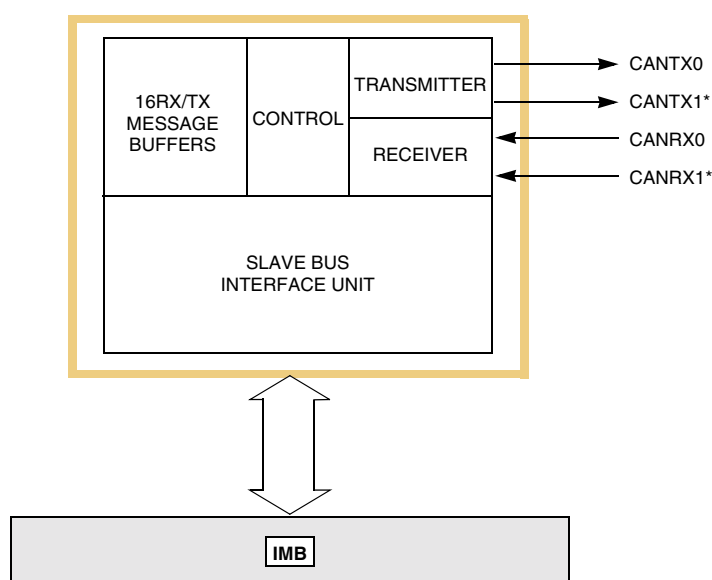 16RX/TX
MESSAGE
BUFFERS
CONTROL
TRANSMITTER
RECEIVER
CANTX0
CANTX1*
CANRX0
CANRX1*
SLAVE BUS
INTERFACE UNIT
IMB